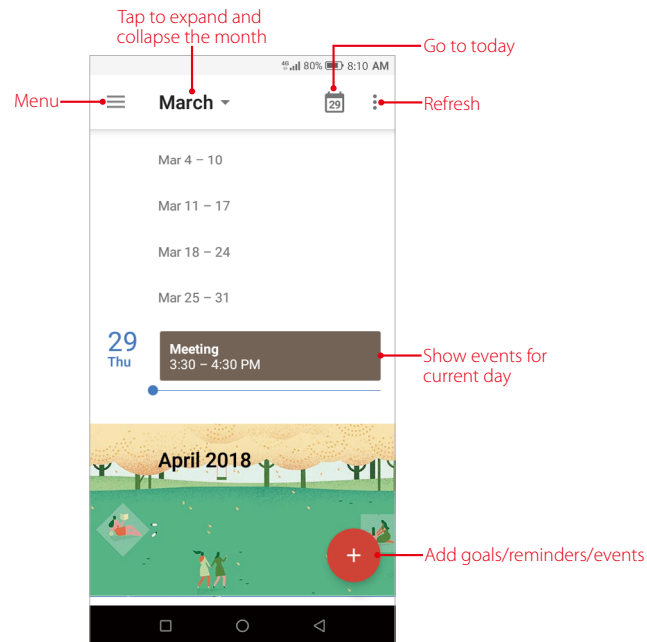 Tap to expand and
collapse the month
Go to today
4G 80% 8:10 AM
Menu
March
29
Refresh
Mar 4 – 10
Mar 11 – 17
Mar 18 – 24
Mar 25 – 31
29
Thu
Meeting
3:30 – 4:30 PM
Show events for
current day
April 2018
+
Add goals/reminders/events